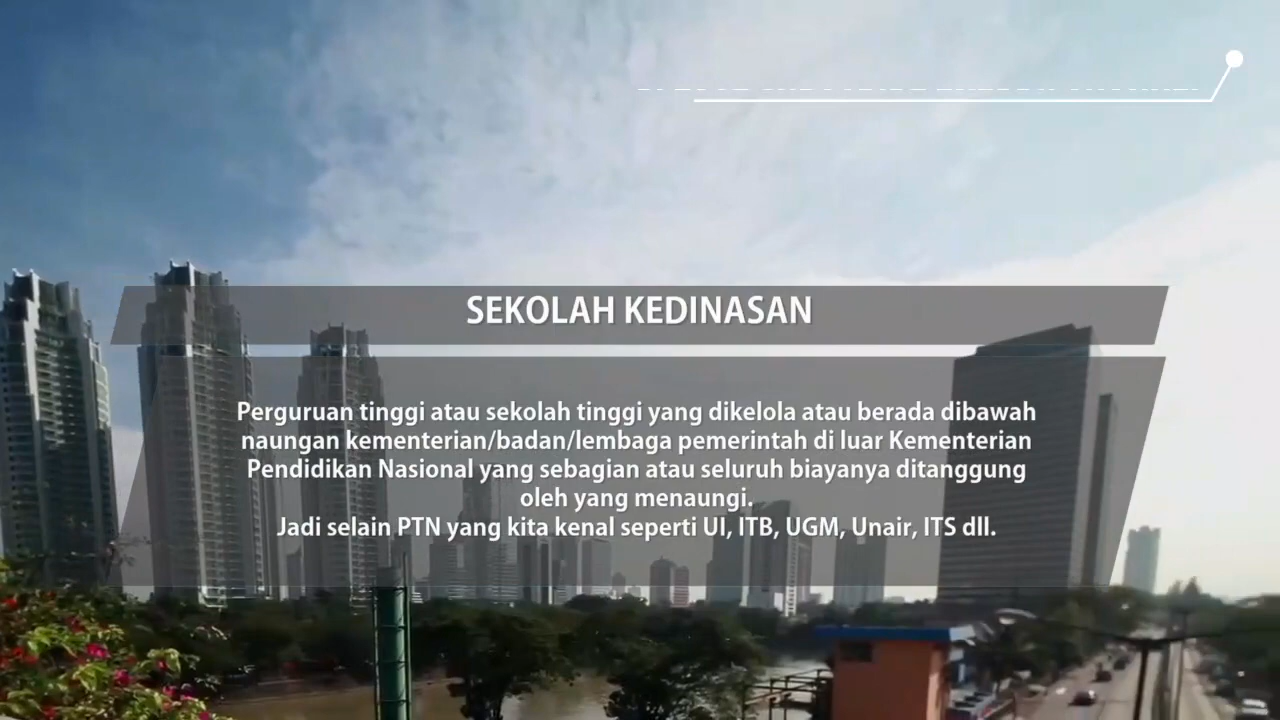 SEKOLAH KEDINASAN
Perguruan tinggi atau sekolah tinggi yang dikelola atau berada dibawah
naungan kementerian/badan/lembaga pemerintah di luar Kementerian
Pendidikan Nasional yang sebagian atau seluruh biayanya ditanggung
oleh yang menaungi.
Jadi selain PTN yang kita kenal seperti UI, ITB, UGM, Unair, ITS dll.